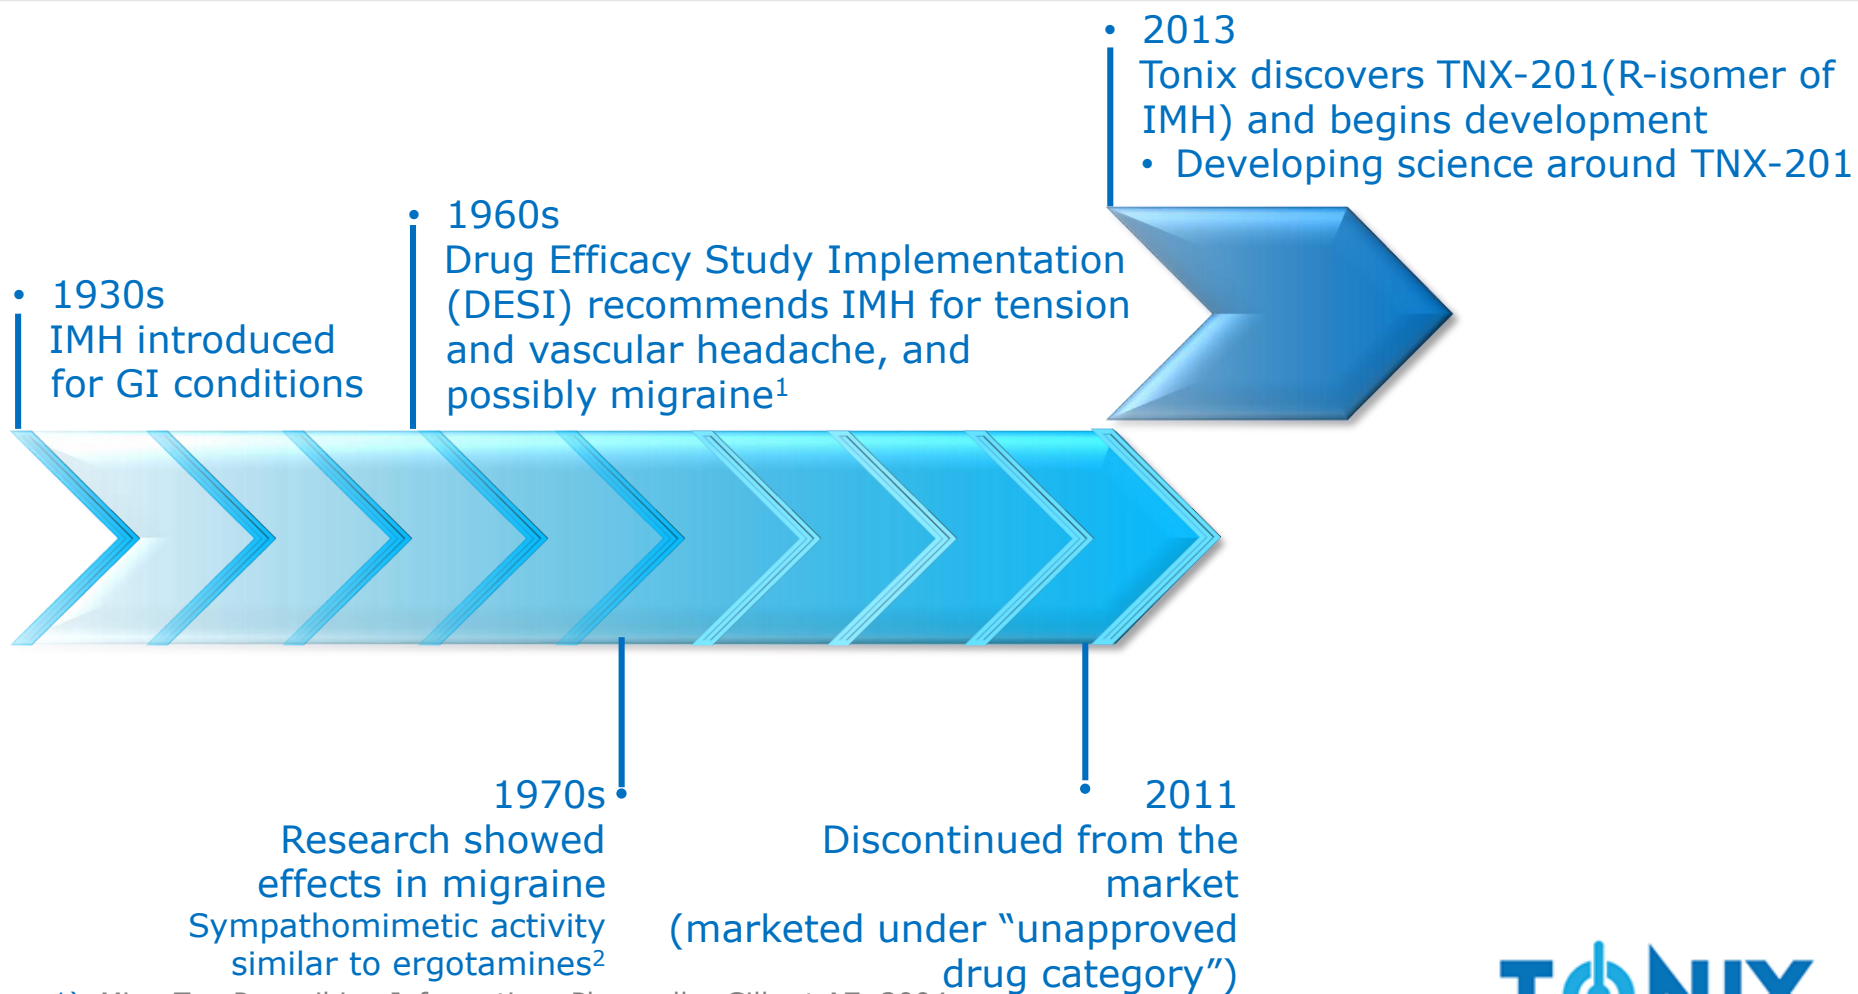 • 2013
Tonix discovers TNX-201(R-isomer of
IMH) and begins development
• Developing science around TNX-201
• 1960s
Drug Efficacy Study Implementation
(DESI) recommends IMH for tension
and vascular headache, and
possibly migraine¹
• 1930s
IMH introduced
for GI conditions
1970s •
Research showed
effects in migraine
Sympathomimetic activity
similar to ergotamines²
• 2011
Discontinued from the
market
(marketed under “unapproved
drug category”)
TONIX